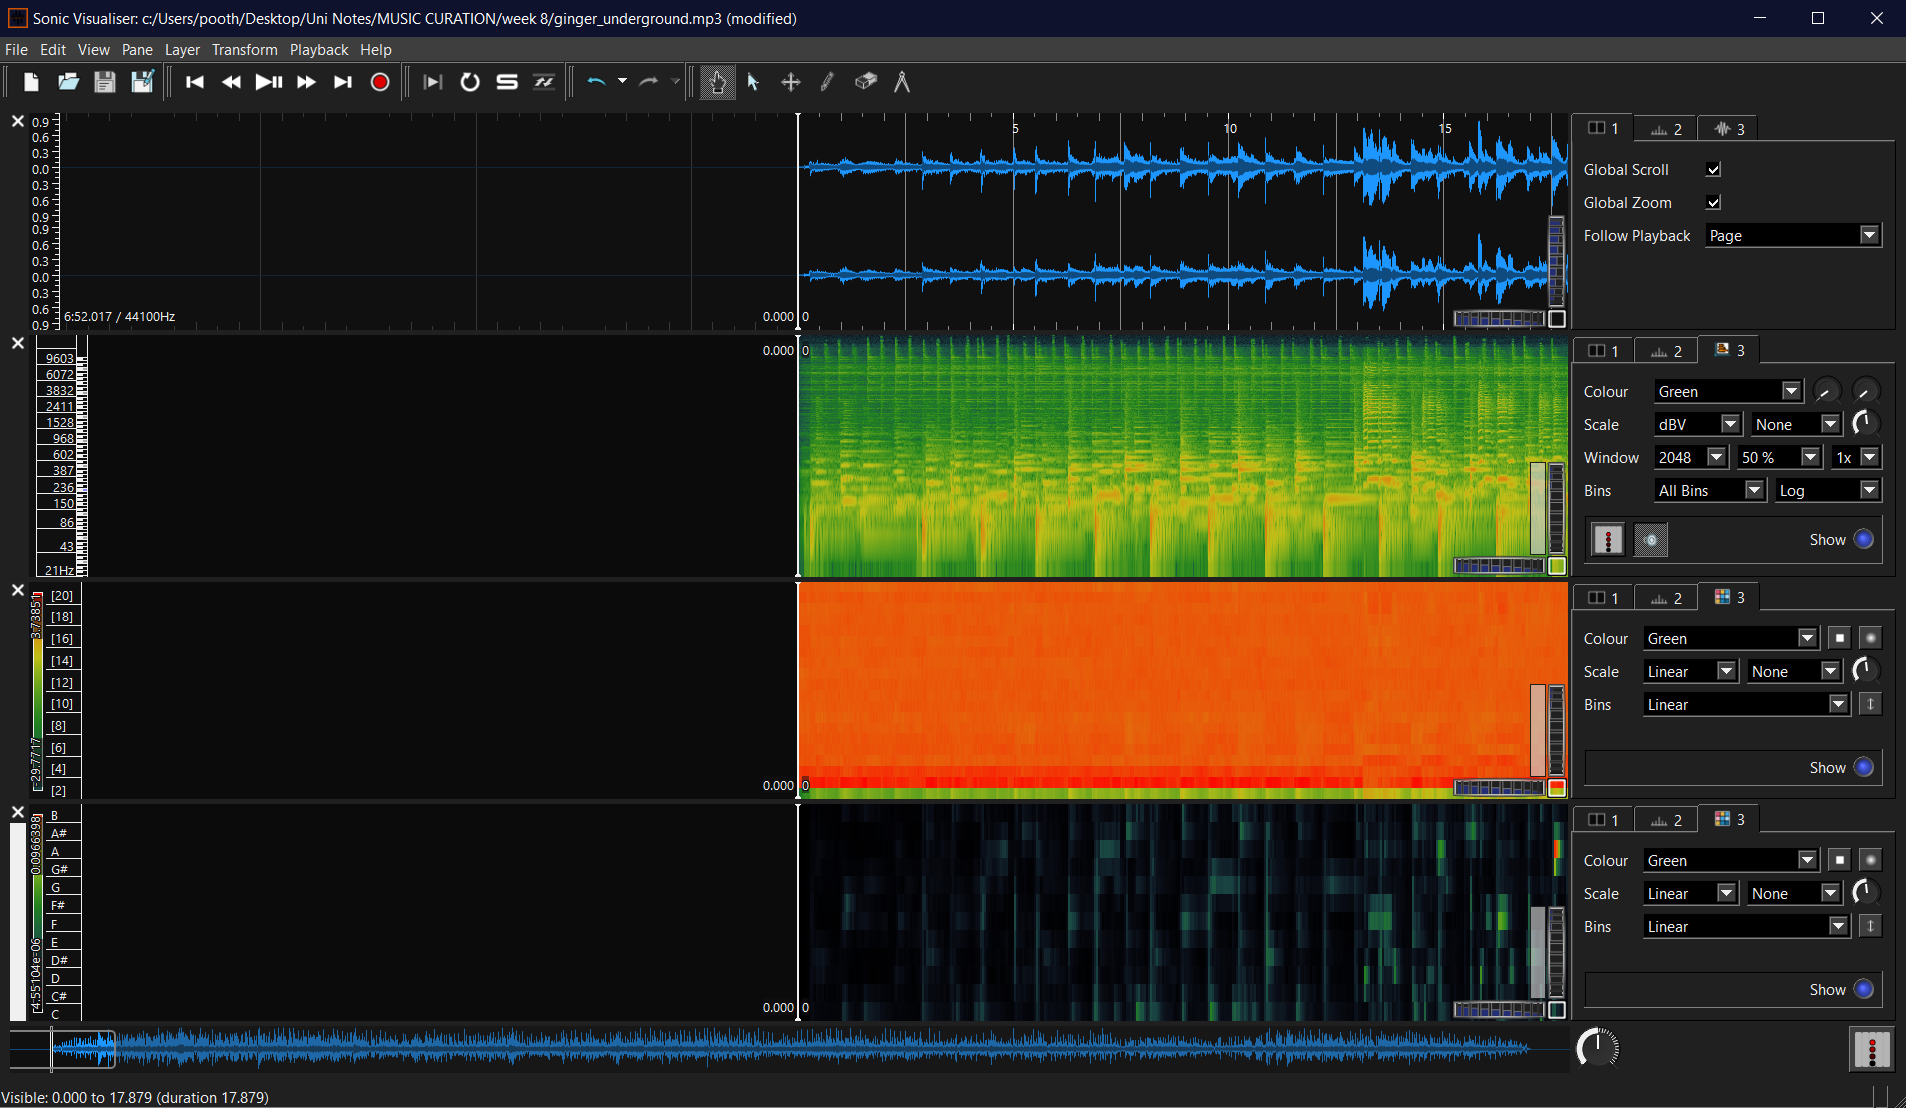 Sonic Visualiser: c:/Users/pooth/Desktop/Uni Notes/MUSIC CURATION/week 8/ginger_underground.mp3 (modified)
File Edit View Pane Layer Transform Playback Help
0.9
0.6
0.3
0.0
0.3
0.6
0.9
0.9
0.6
0.3
0.0
0.3
0.6
0.9
5 10 15
6:52.017 / 44100Hz
0.000 0
1 2 3
Global Scroll
Global Zoom
Follow Playback Page
9603
6072
3832
2411
1528
968
602
387
236
150
86
43
21Hz
0.000 0
1 2 3
Colour Green
Scale dBV None
Window 2048 50 % 1x
Bins All Bins Log
Show
3.73851
-29.7717
[20]
[18]
[16]
[14]
[12]
[10]
[8]
[6]
[4]
[2]
0.000 0
1 2 3
Colour Green
Scale Linear None
Bins Linear
Show
0.0966398
4.55104e-06
B
A#
A
G#
G
F#
F
E
D#
D
C#
C
0.000 0
1 2 3
Colour Green
Scale Linear None
Bins Linear
Show
Visible: 0.000 to 17.879 (duration 17.879)